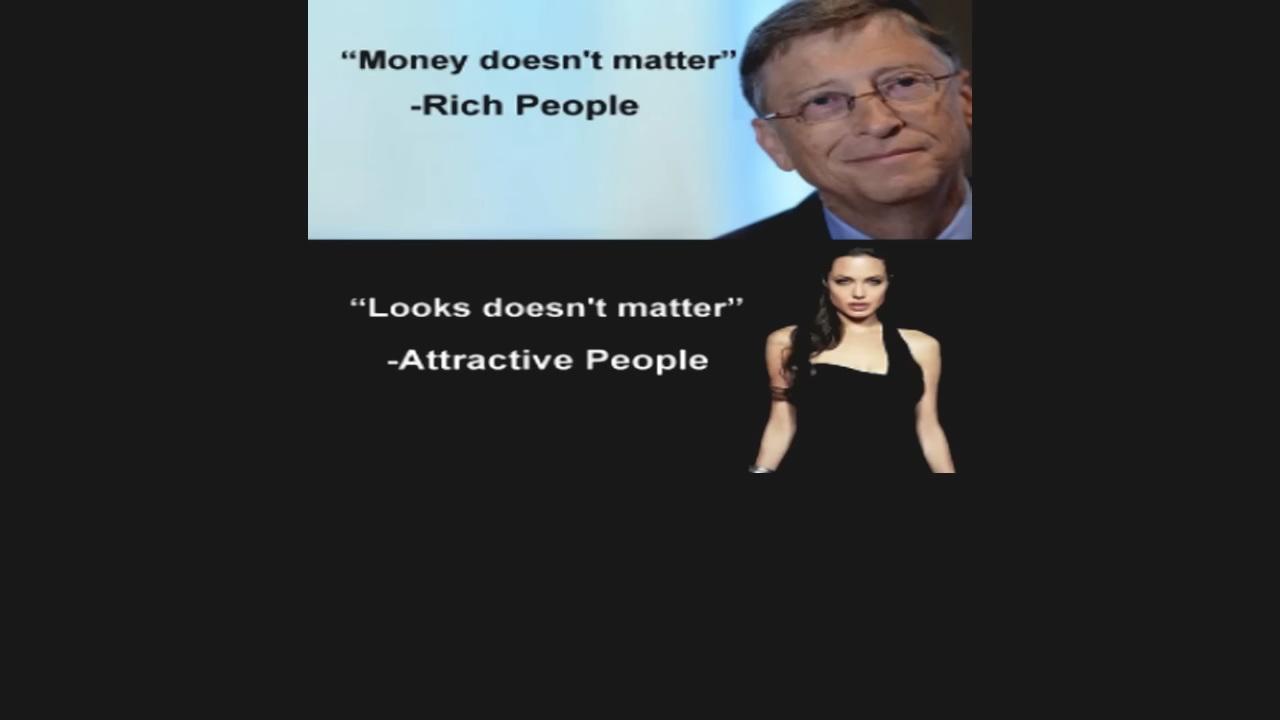 “Money doesn't matter”
-Rich People
“Looks doesn't matter”
-Attractive People